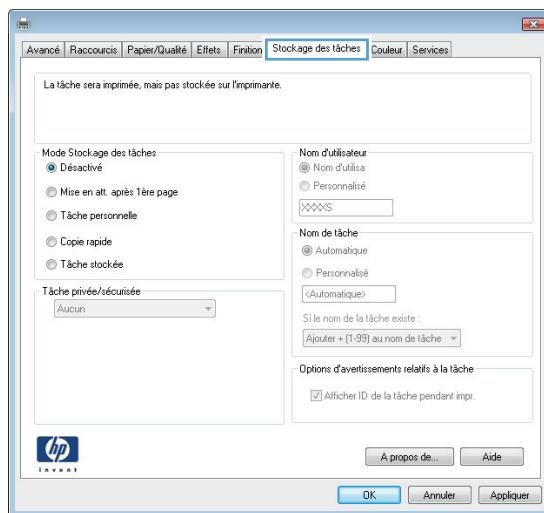 Avancé Raccourcis Papier/Qualité Effets Finition Stockage des tâches Couleur Services
La tâche sera imprimée, mais pas stockée sur l'imprimante.
Mode Stockage des tâches
Désactivé
Mise en att. après 1ère page
Tâche personnelle
Copie rapide
Tâche stockée
Tâche privée/sécurisée
Aucun
Nom d'utilisateur
Nom d'utilisa
Personnalisé
XXXXS
Nom de tâche
Automatique
Personnalisé
<Automatique>
Si le nom de la tâche existe :
Ajouter + (1-99) au nom de tâche
Options d'avertissements relatifs à la tâche
Afficher ID de la tâche pendant impr.
hp
invent
A propos de... Aide
OK Annuler Appliquer